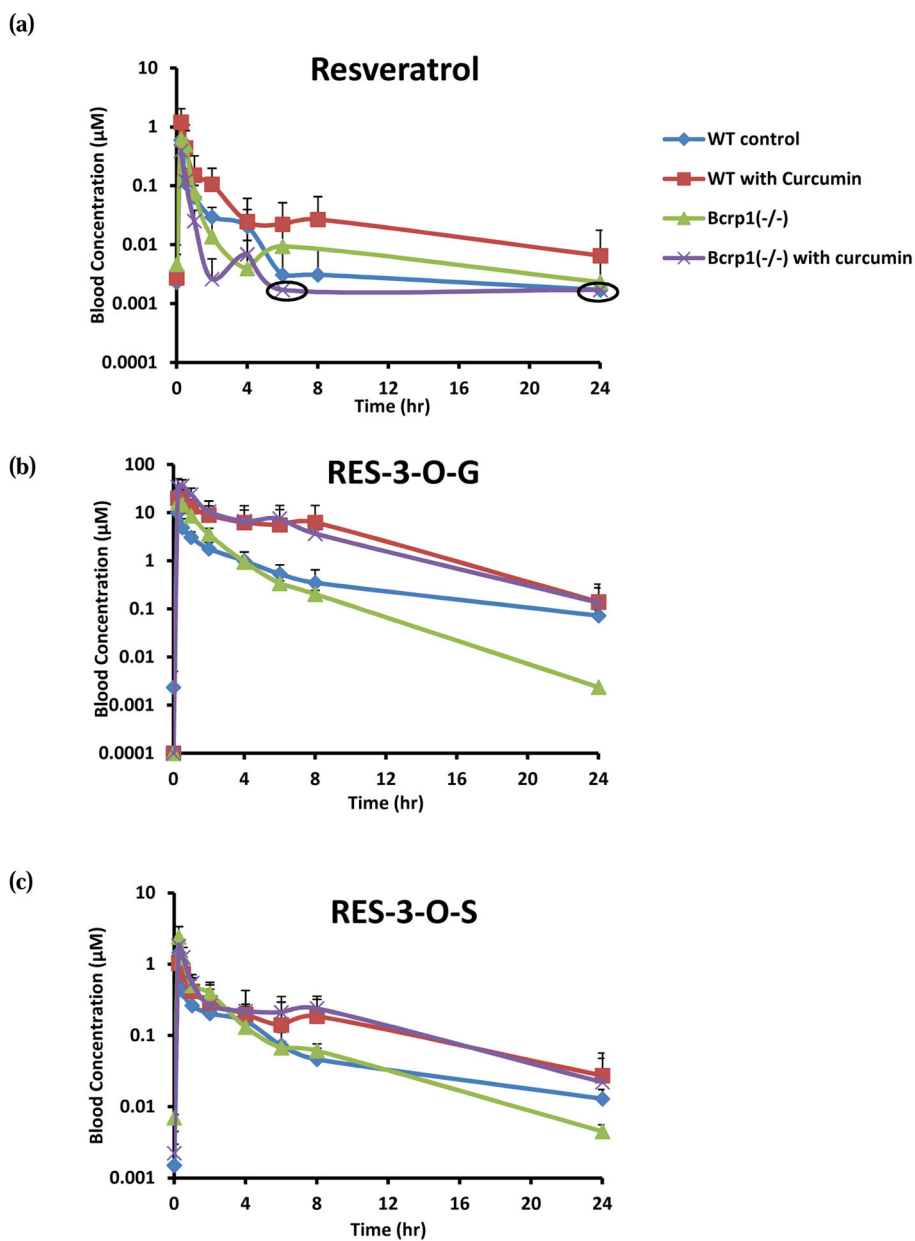 (a)
Resveratrol
Blood Concentration (µM)
10
1
0.1
0.01
0.001
0.0001
0 4 8 12 16 20 24
Time (hr)
WT control
WT with Curcumin
Bcrp1(-/-)
Bcrp1(-/-) with curcumin
(b)
RES-3-O-G
Blood Concentration (µM)
100
10
1
0.1
0.01
0.001
0.0001
0 4 8 12 16 20 24
Time (hr)
(c)
RES-3-O-S
Blood Concentration (µM)
10
1
0.1
0.01
0.001
0 4 8 12 16 20 24
Time (hr)